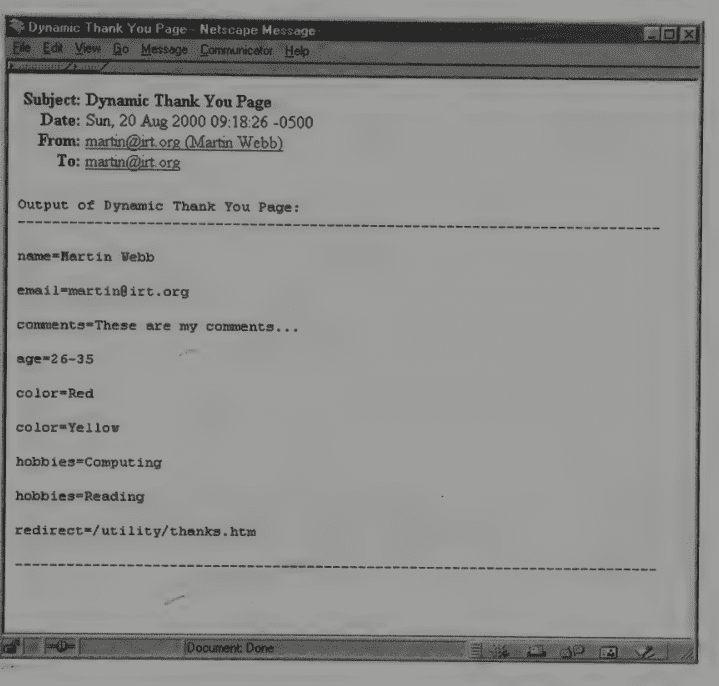 Dynamic Thank You Page - Netscape Message
File Edit View Go Message Communicator Help
Subject: Dynamic Thank You Page
Date: Sun, 20 Aug 2000 09:18:26 -0500
From: martin@irt.org (Martin Webb)
To: martin@irt.org
Output of Dynamic Thank You Page:
name=Martin Webb
email=martin@irt.org
comments=These are my comments...
age=26-35
color=Red
color=Yellow
hobbies=Computing
hobbies=Reading
redirect=/utility/thanks.htm
Document: Done